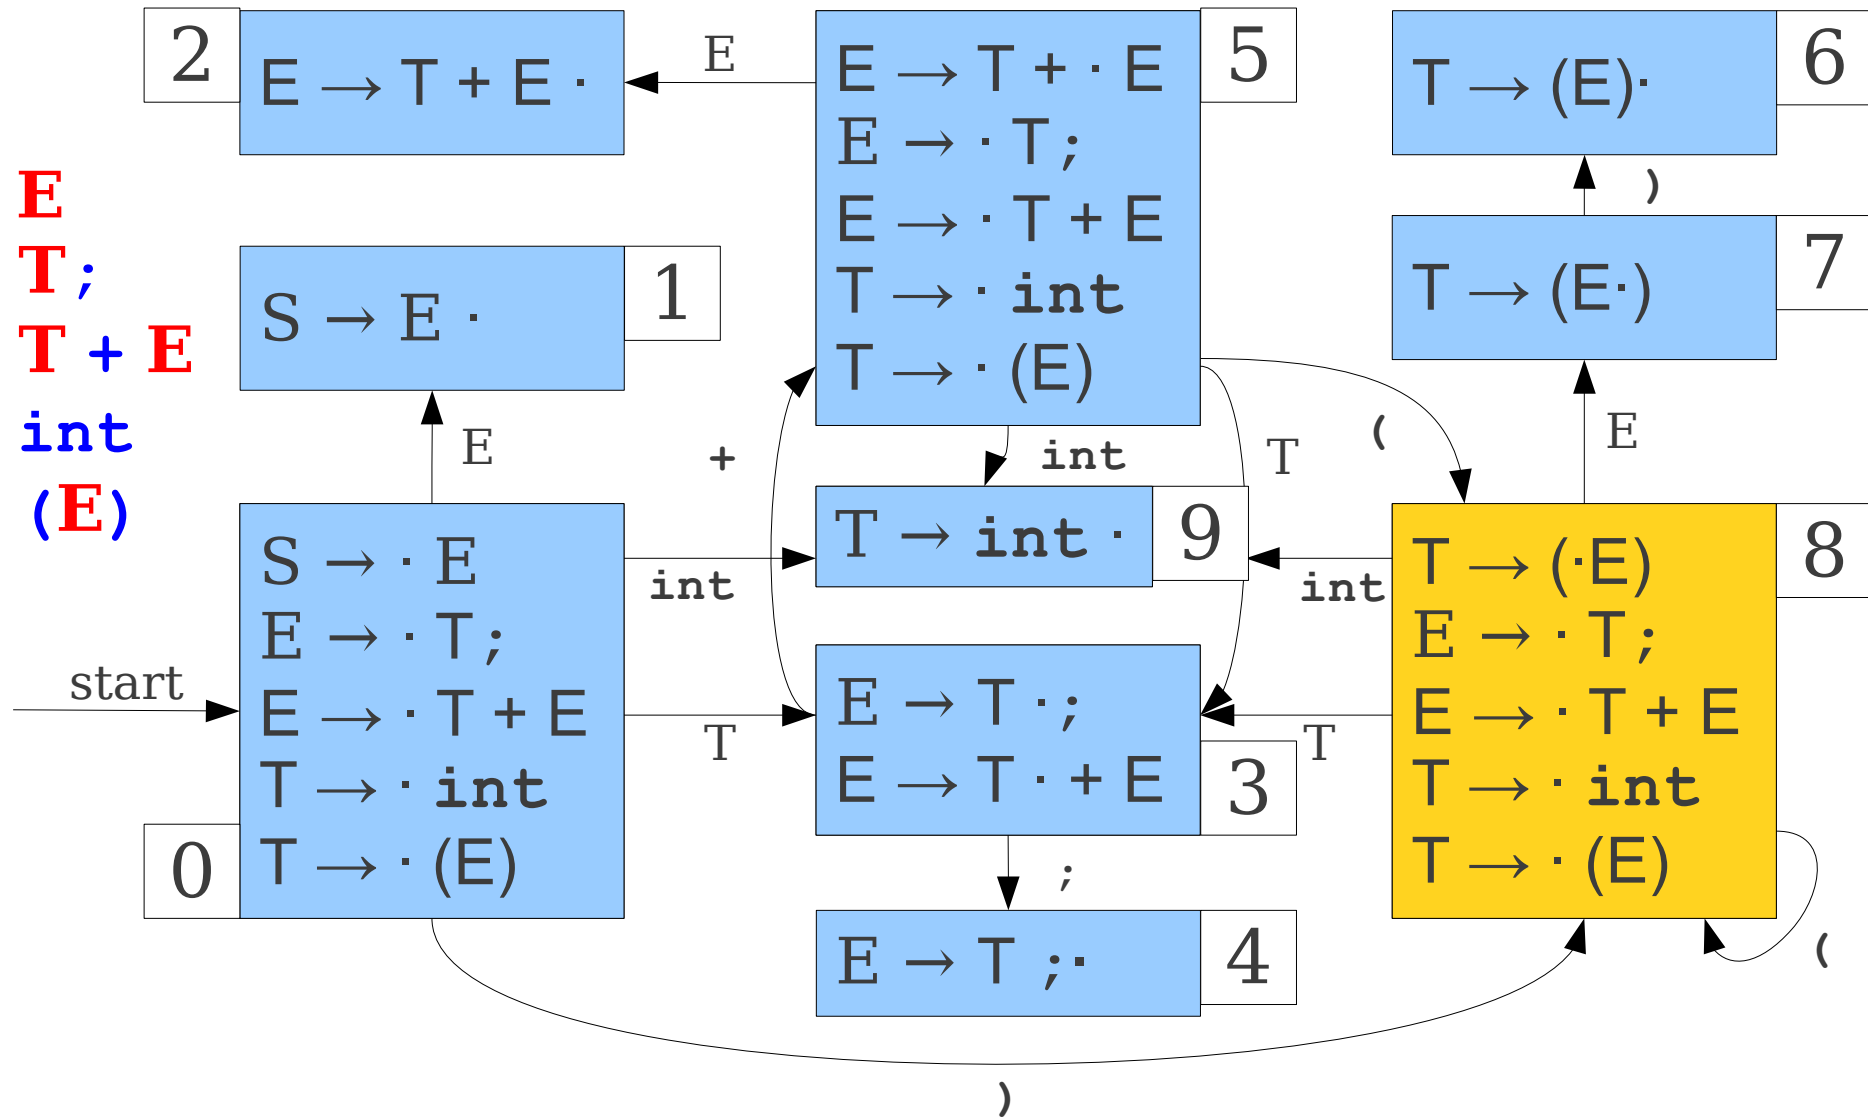 E
T ;
T + E
int
(E)
start
0
S → · E
E → · T ;
E → · T + E
T → · int
T → · (E)
E
1
S → E ·
2
E → T + E ·
E
5
E → T + · E
E → · T ;
E → · T + E
T → · int
T → · (E)
+
int
T
(
int
9
T → int ·
int
T
3
E → T · ;
E → T · + E
T
;
4
E → T ; ·
6
T → (E)·
)
7
T → (E·)
E
8
T → (·E)
E → · T ;
E → · T + E
T → · int
T → · (E)
(
)